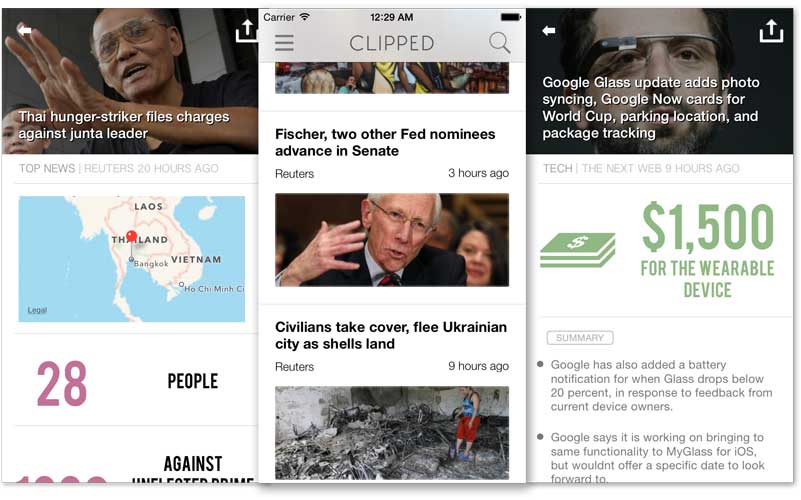 Thai hunger-striker files charges
against junta leader
TOP NEWS | REUTERS 20 HOURS AGO
LAOS
THAILAND
Bangkok
VIETNAM
Ho Chi Minh Ci
Legal
28
PEOPLE
AGAINST
UNELECTED PRIME
Carrier
12:29 AM
CLIPPED
Fischer, two other Fed nominees
advance in Senate
Reuters
3 hours ago
Civilians take cover, flee Ukrainian
city as shells land
Reuters
9 hours ago
Google Glass update adds photo
syncing, Google Now cards for
World Cup, parking location, and
package tracking
TECH | THE NEXT WEB 9 HOURS AGO
$
$1,500
FOR THE WEARABLE
DEVICE
SUMMARY
Google has also added a battery
notification for when Glass drops below
20 percent, in response to feedback from
current device owners.
Google says it is working on bringing to
same functionality to MyGlass for iOS,
but wouldnt offer a specific date to look
forward to.